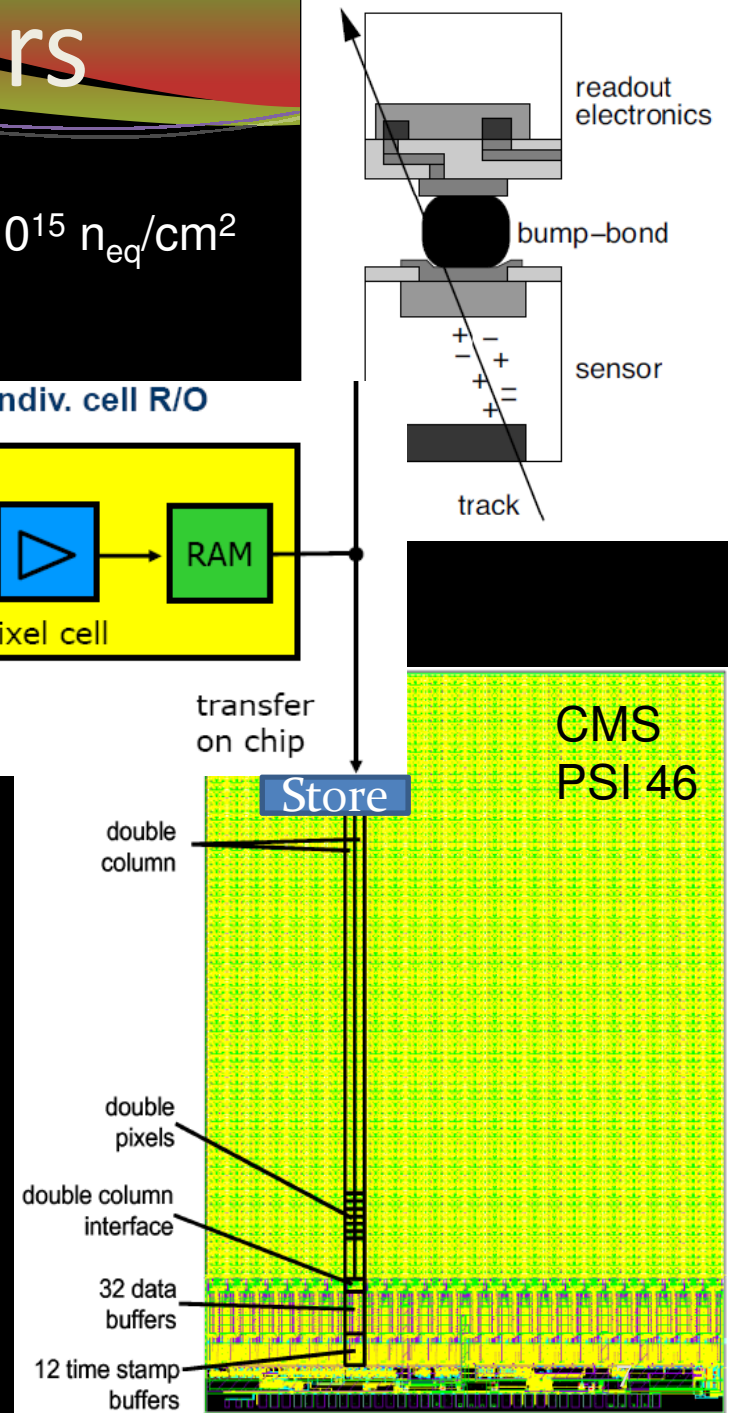 rs
readout
electronics
0¹⁵ nₑq/cm²
bump–bond
sensor
ndiv. cell R/O
track
RAM
ixel cell
transfer
on chip
CMS
PSI 46
Store
double
column
double
pixels
double column
interface
32 data
buffers
12 time stamp
buffers